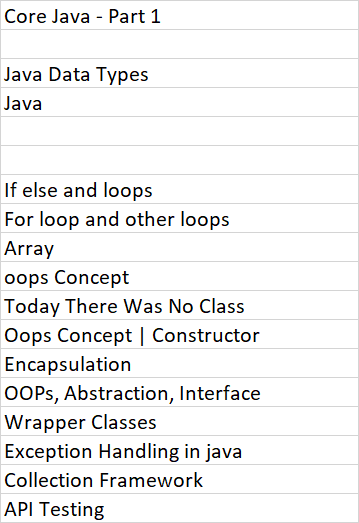 Core Java - Part 1
Java Data Types
Java
If else and loops
For loop and other loops
Array
oops Concept
Today There Was No Class
Oops Concept | Constructor
Encapsulation
OOPs, Abstraction, Interface
Wrapper Classes
Exception Handling in java
Collection Framework
API Testing